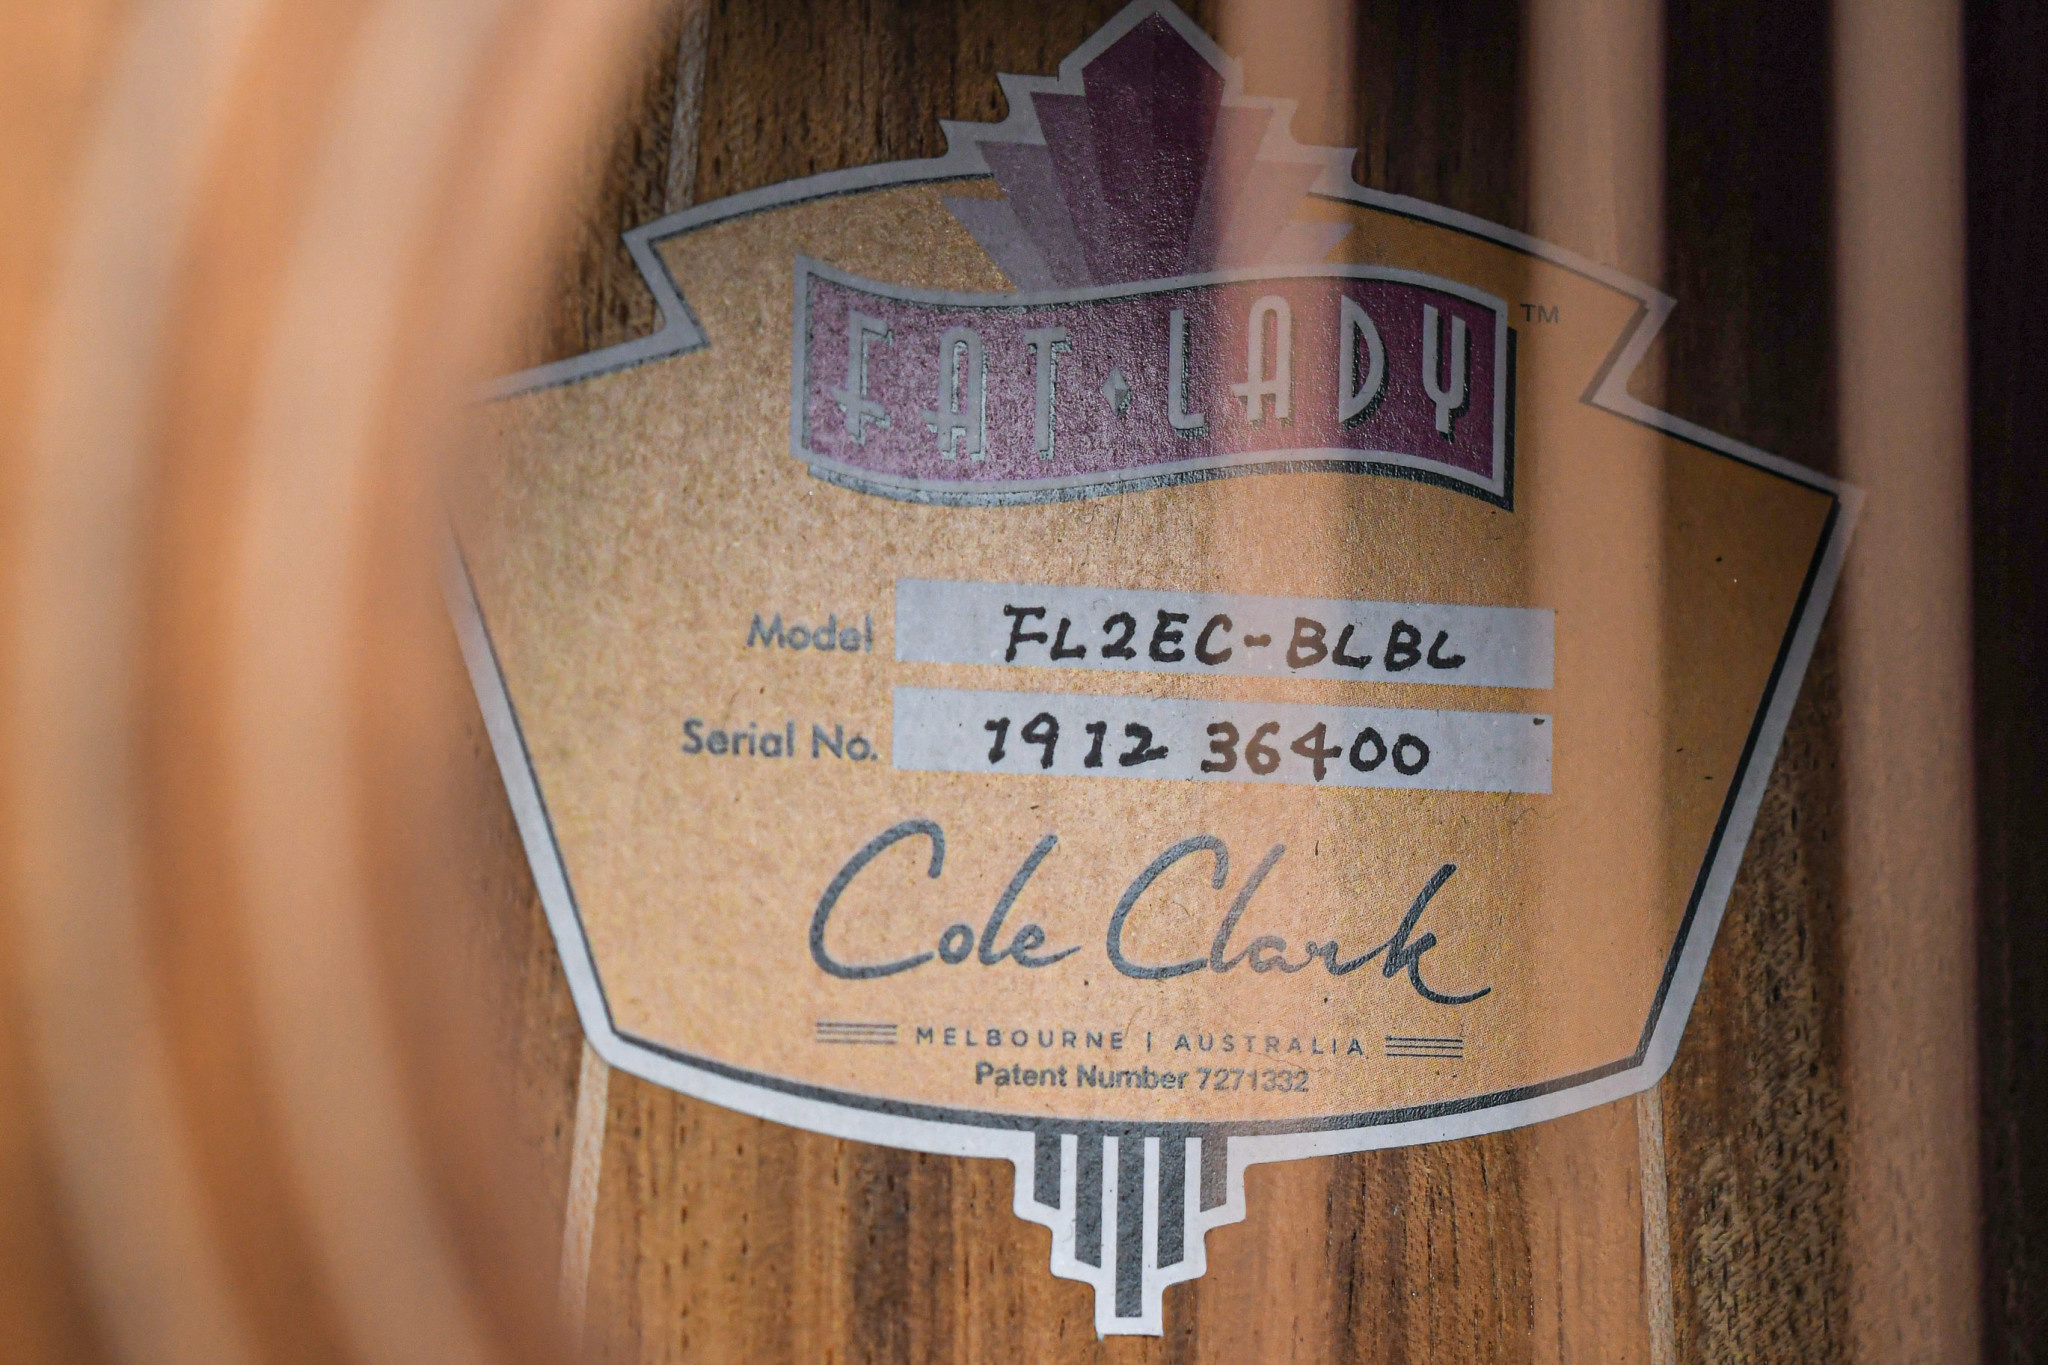 FAT LADY™
Model FL2EC-BLBL
Serial No. 1912 36400
Cole Clark
MELBOURNE | AUSTRALIA
Patent Number 7271332